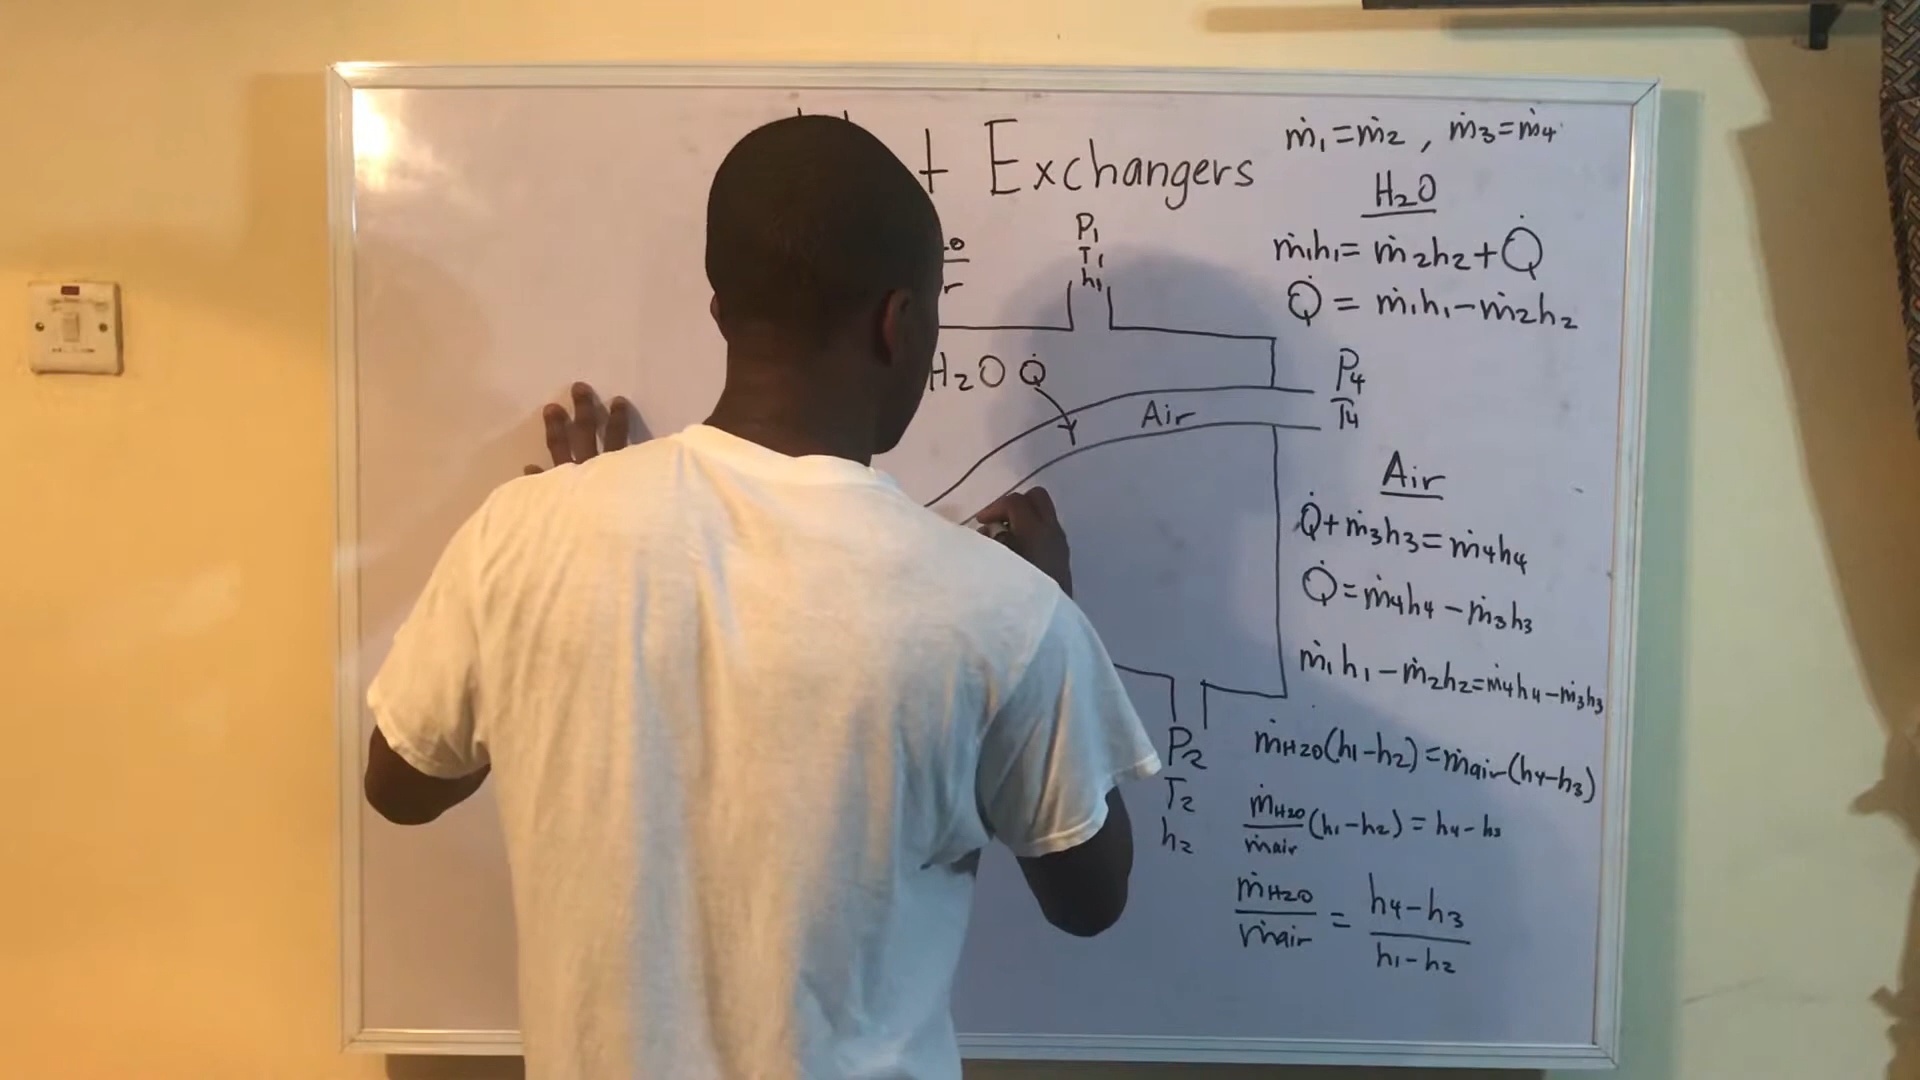 Exchangers
P₁
T₁
h₁
H₂O Q̇
Air
P₄
T₄
P₂
T₂
h₂
ṁ₁=ṁ₂, ṁ₃=ṁ₄
H₂O
ṁ₁h₁=ṁ₂h₂+Q̇
Q̇=ṁ₁h₁-ṁ₂h₂
Air
Q̇+ṁ₃h₃=ṁ₄h₄
Q̇=ṁ₄h₄-ṁ₃h₃
ṁ₁h₁-ṁ₂h₂=ṁ₄h₄-ṁ₃h₃
ṁH₂O(h₁-h₂)=ṁair(h₄-h₃)
ṁH₂O/ṁair(h₁-h₂)=h₄-h₃
ṁH₂O/ṁair = h₄-h₃/h₁-h₂